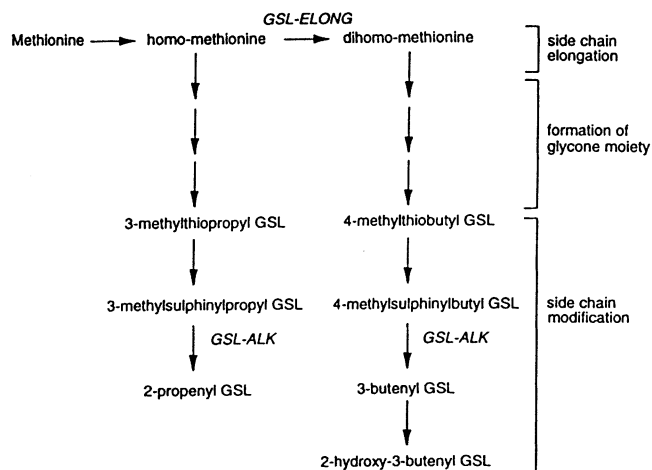 GSL-ELONG
Methionine homo-methionine dihomo-methionine
side chain
elongation
formation of
glycone moiety
3-methylthiopropyl GSL 4-methylthiobutyl GSL
3-methylsulphinylpropyl GSL 4-methylsulphinylbutyl GSL
side chain
modification
GSL-ALK GSL-ALK
2-propenyl GSL 3-butenyl GSL
2-hydroxy-3-butenyl GSL